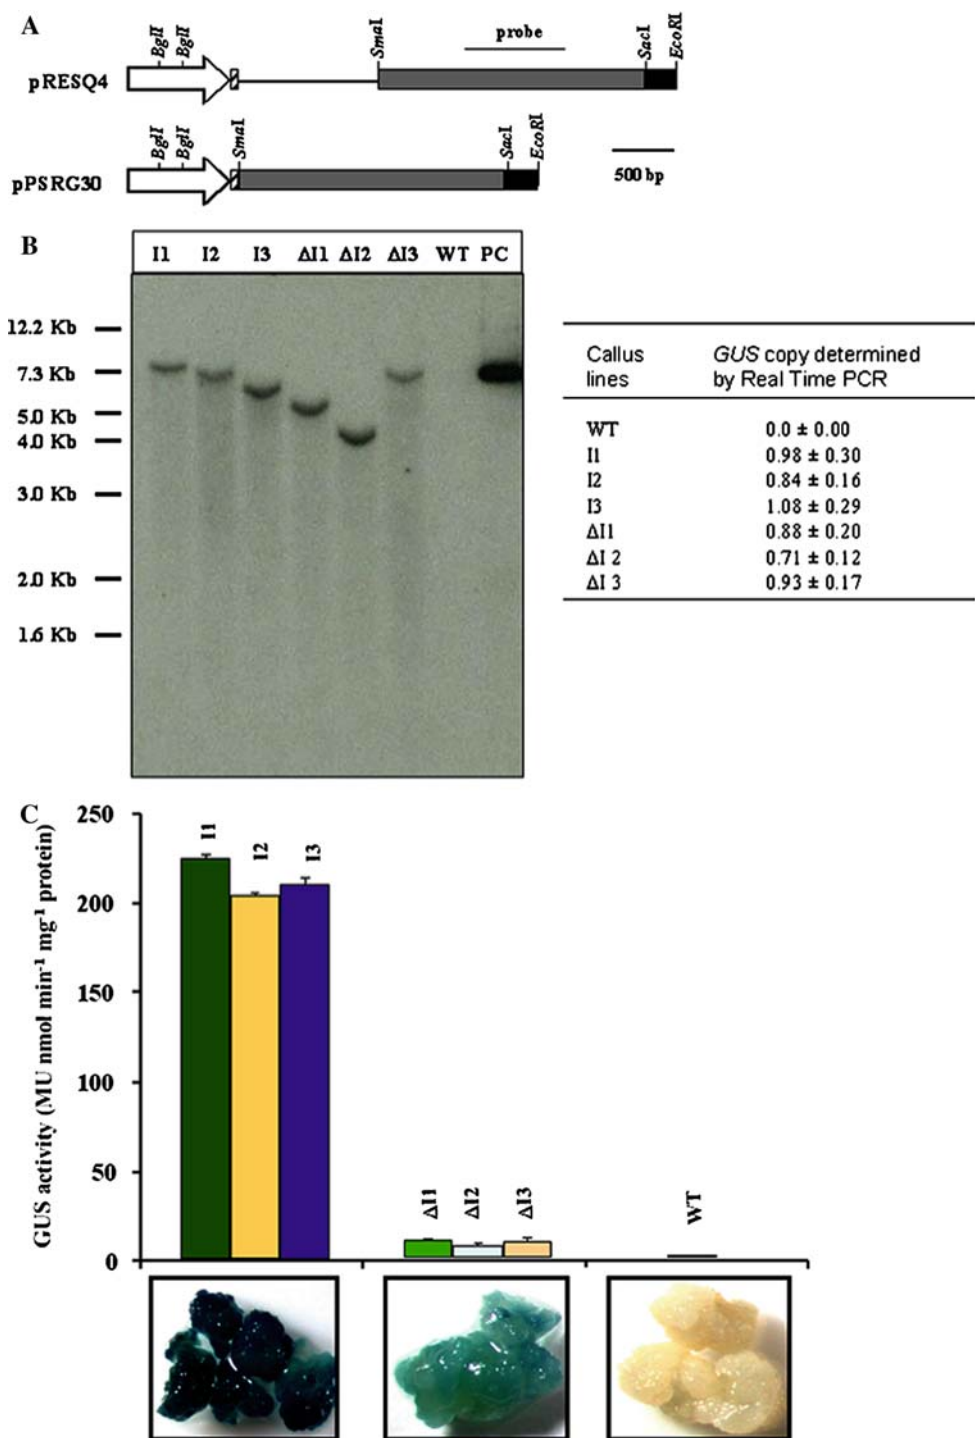 A
BglI BglI SmaI probe SacI EcoRI
pRESQ4
BglI BglI SmaI SacI EcoRI
pPSRG30
500 bp
B
I1 I2 I3 ΔI1 ΔI2 ΔI3 WT PC
12.2 Kb
7.3 Kb
5.0 Kb
4.0 Kb
3.0 Kb
2.0 Kb
1.6 Kb
Callus lines
GUS copy determined by Real Time PCR
WT 0.0 ± 0.00
I1 0.98 ± 0.30
I2 0.84 ± 0.16
I3 1.08 ± 0.29
ΔI1 0.88 ± 0.20
ΔI 2 0.71 ± 0.12
ΔI 3 0.93 ± 0.17
C
GUS activity (MU nmol min⁻¹ mg⁻¹ protein)
250
200
150
100
50
0
I1 I2 I3
ΔI1 ΔI2 ΔI3
WT